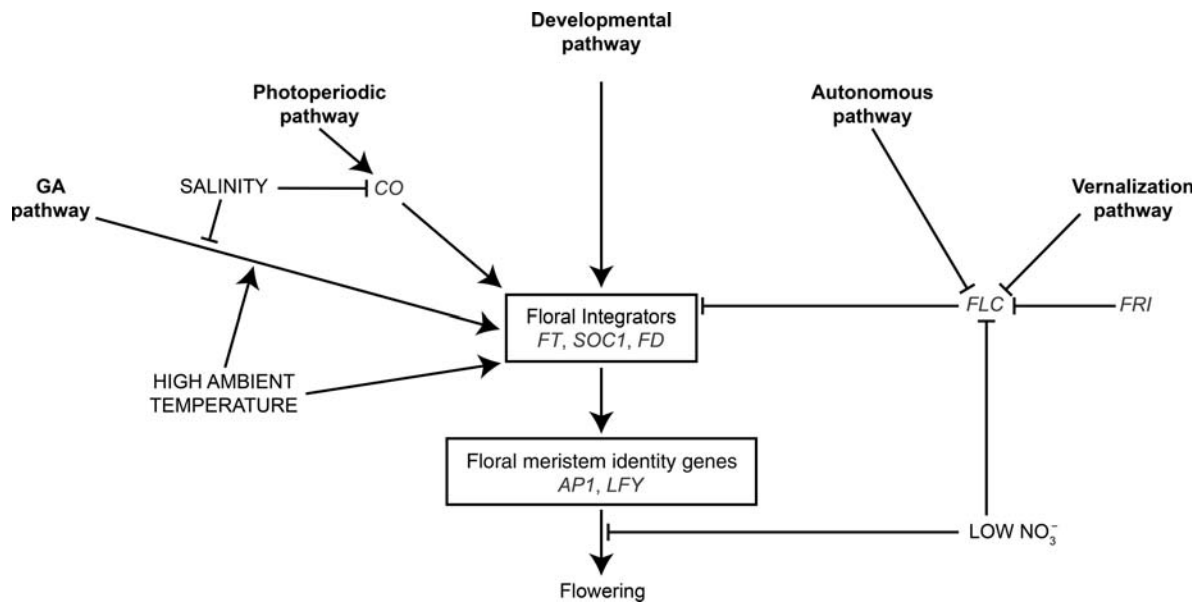 Developmental
pathway
Photoperiodic
pathway
Autonomous
pathway
GA
pathway
SALINITY
CO
Vernalization
pathway
Floral Integrators
FT, SOC1, FD
FLC
FRI
HIGH AMBIENT
TEMPERATURE
Floral meristem identity genes
AP1, LFY
LOW NO₃⁻
Flowering